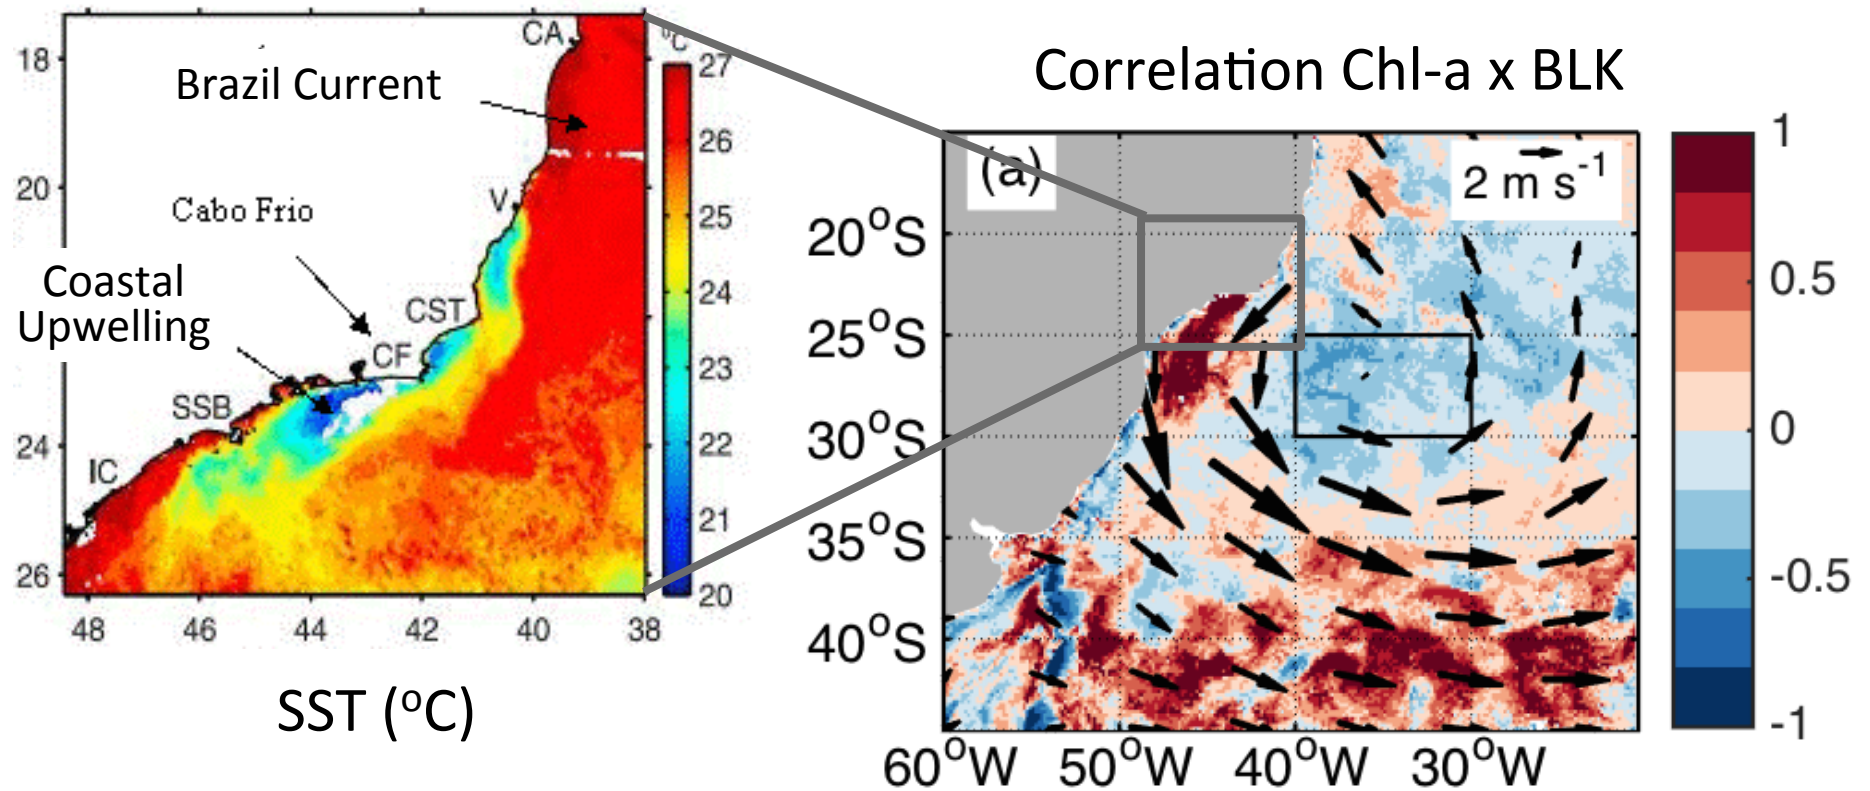 Correlation Chl-a x BLK
CA
°C
Brazil Current
Cabo Frio
V
Coastal
Upwelling
CST
CF
SSB
IC
18
20
24
26
48
46
44
42
40
38
27
26
25
24
23
22
21
20
SST (°C)
(a)
2 m s-1
20°S
25°S
30°S
35°S
40°S
60°W
50°W
40°W
30°W
1
0.5
0
-0.5
-1